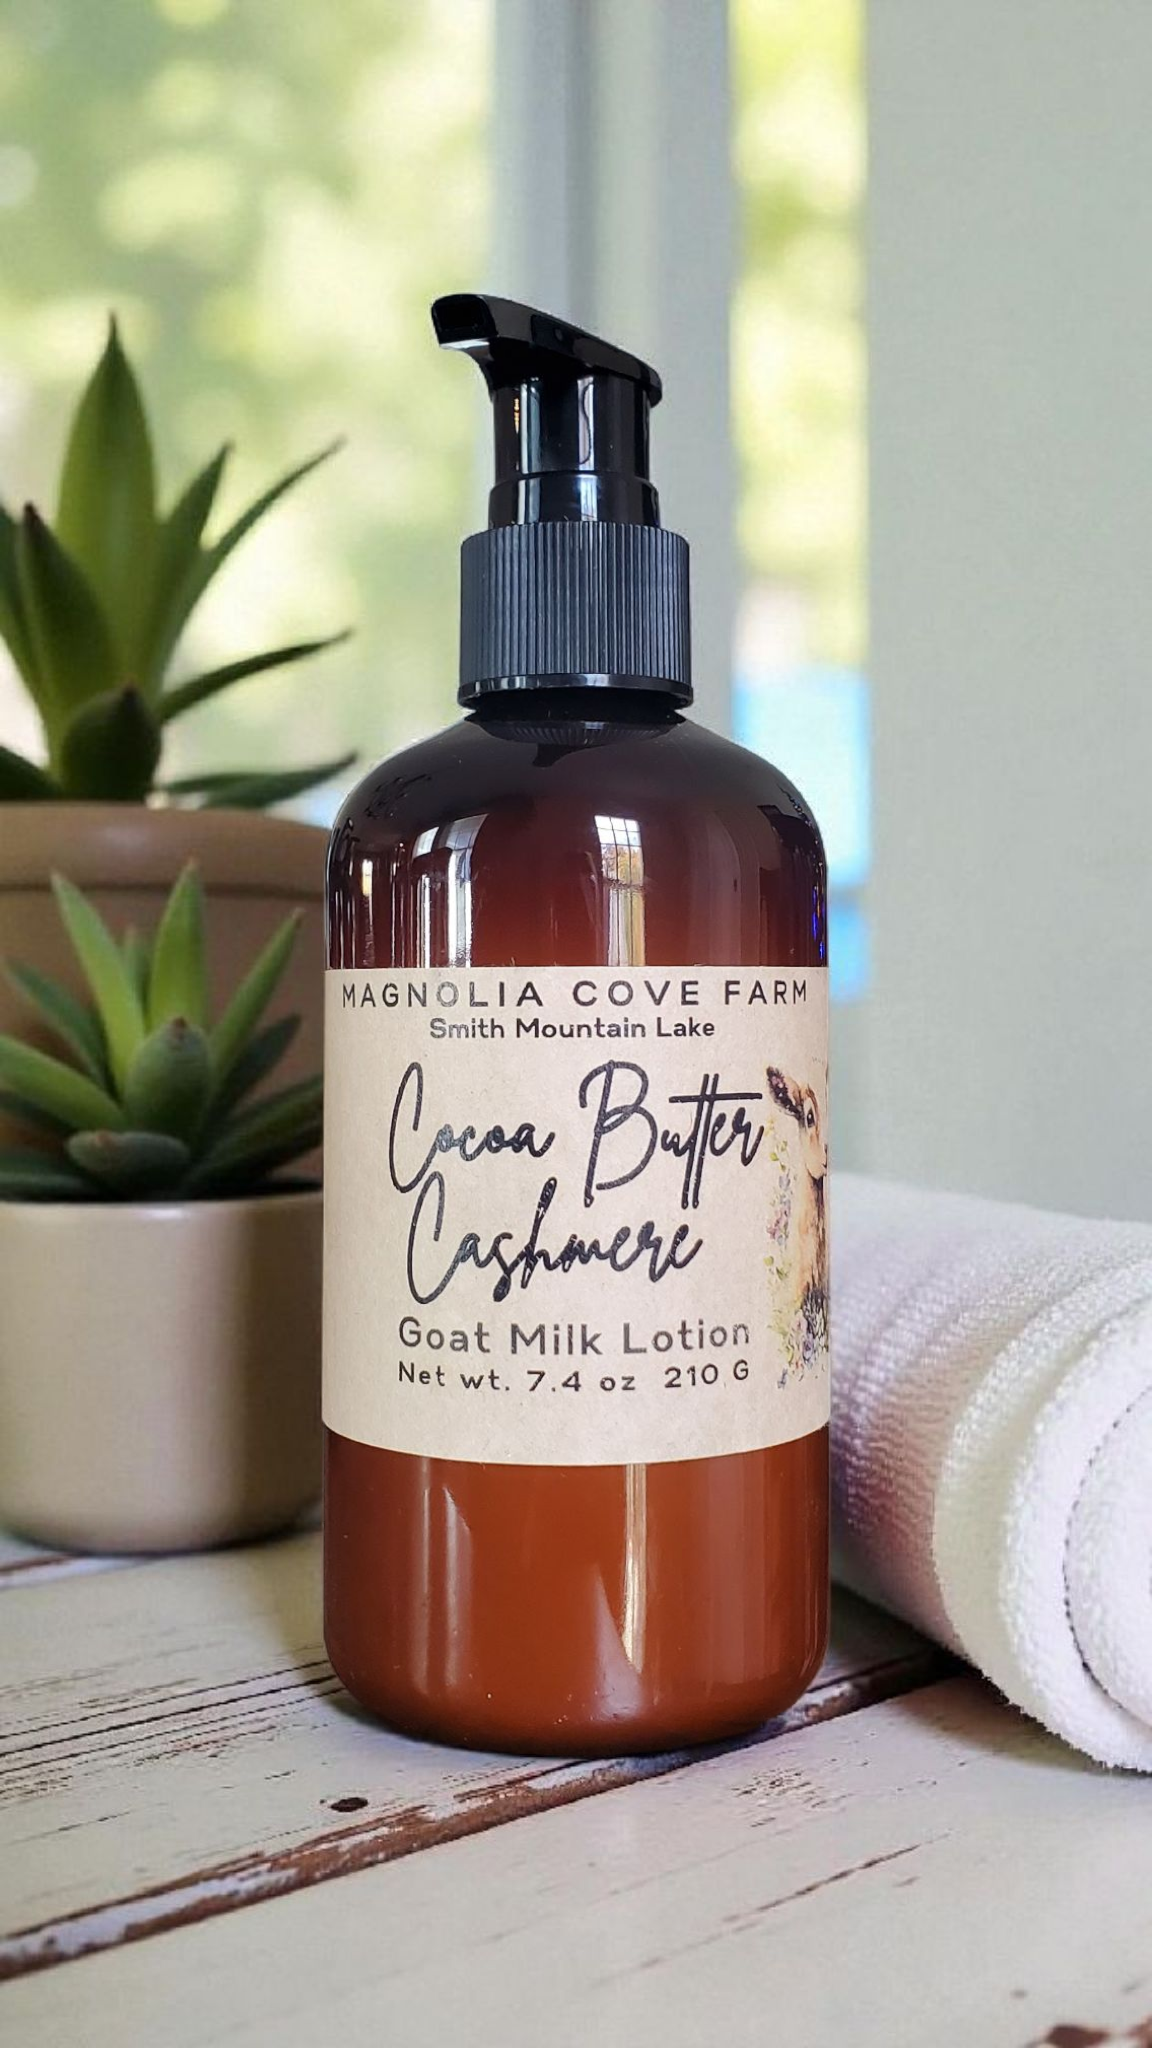 MAGNOLIA COVE FARM
Smith Mountain Lake
Cocoa Butter
Cashmere
Goat Milk Lotion
Net wt. 7.4 oz 210 G